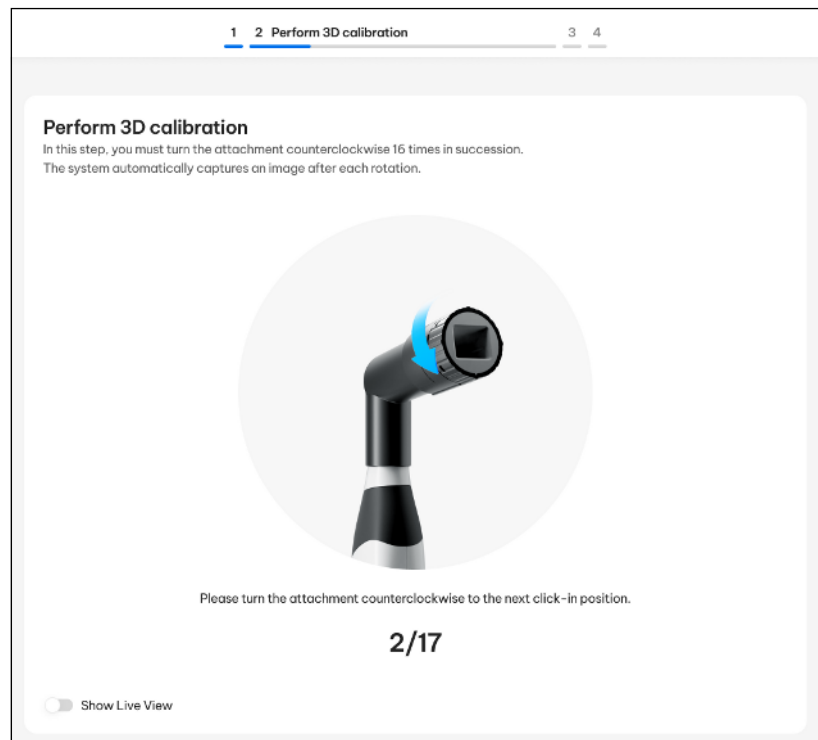 1 2 Perform 3D calibration 3 4
Perform 3D calibration
In this step, you must turn the attachment counterclockwise 16 times in succession.
The system automatically captures an image after each rotation.
Please turn the attachment counterclockwise to the next click-in position.
2/17
Show Live View